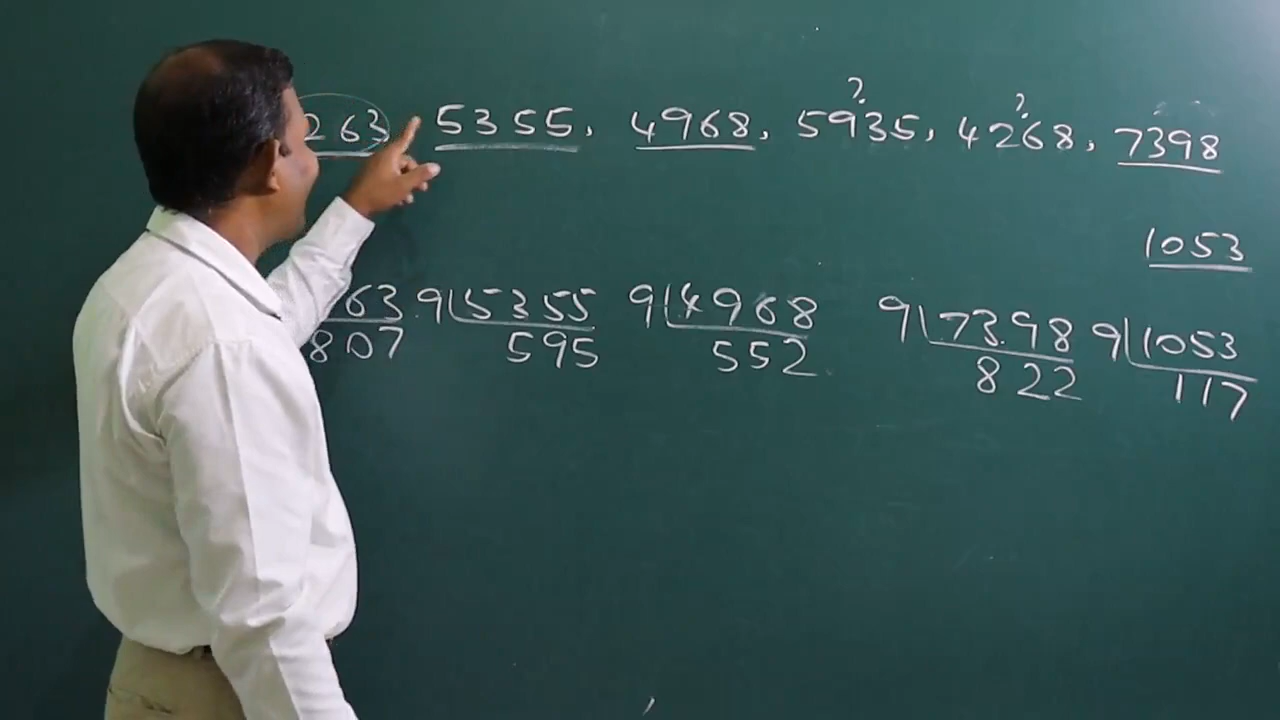 ? ?
263 5355, 4968, 5935, 4268, 7398
1053
63 9 5355 9 4968 9 7398 9 1053
807 595 552 822 117